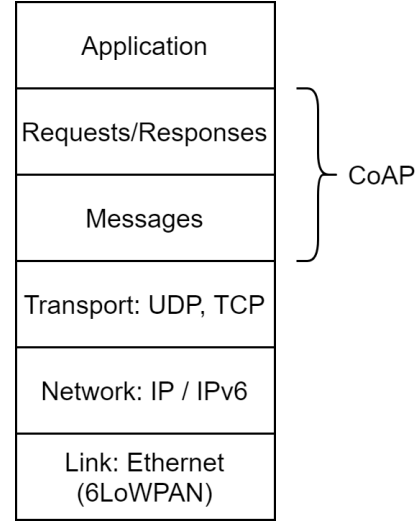 Application
Requests/Responses
CoAP
Messages
Transport: UDP, TCP
Network: IP / IPv6
Link: Ethernet
(6LoWPAN)